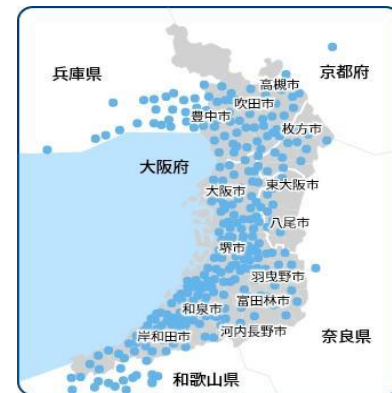 兵庫県
京都府
高槻市
吹田市
豊中市
枚方市
大阪府
大阪市
東大阪市
八尾市
堺市
羽曳野市
和泉市
富田林市
岸和田市
河内長野市
奈良県
和歌山県